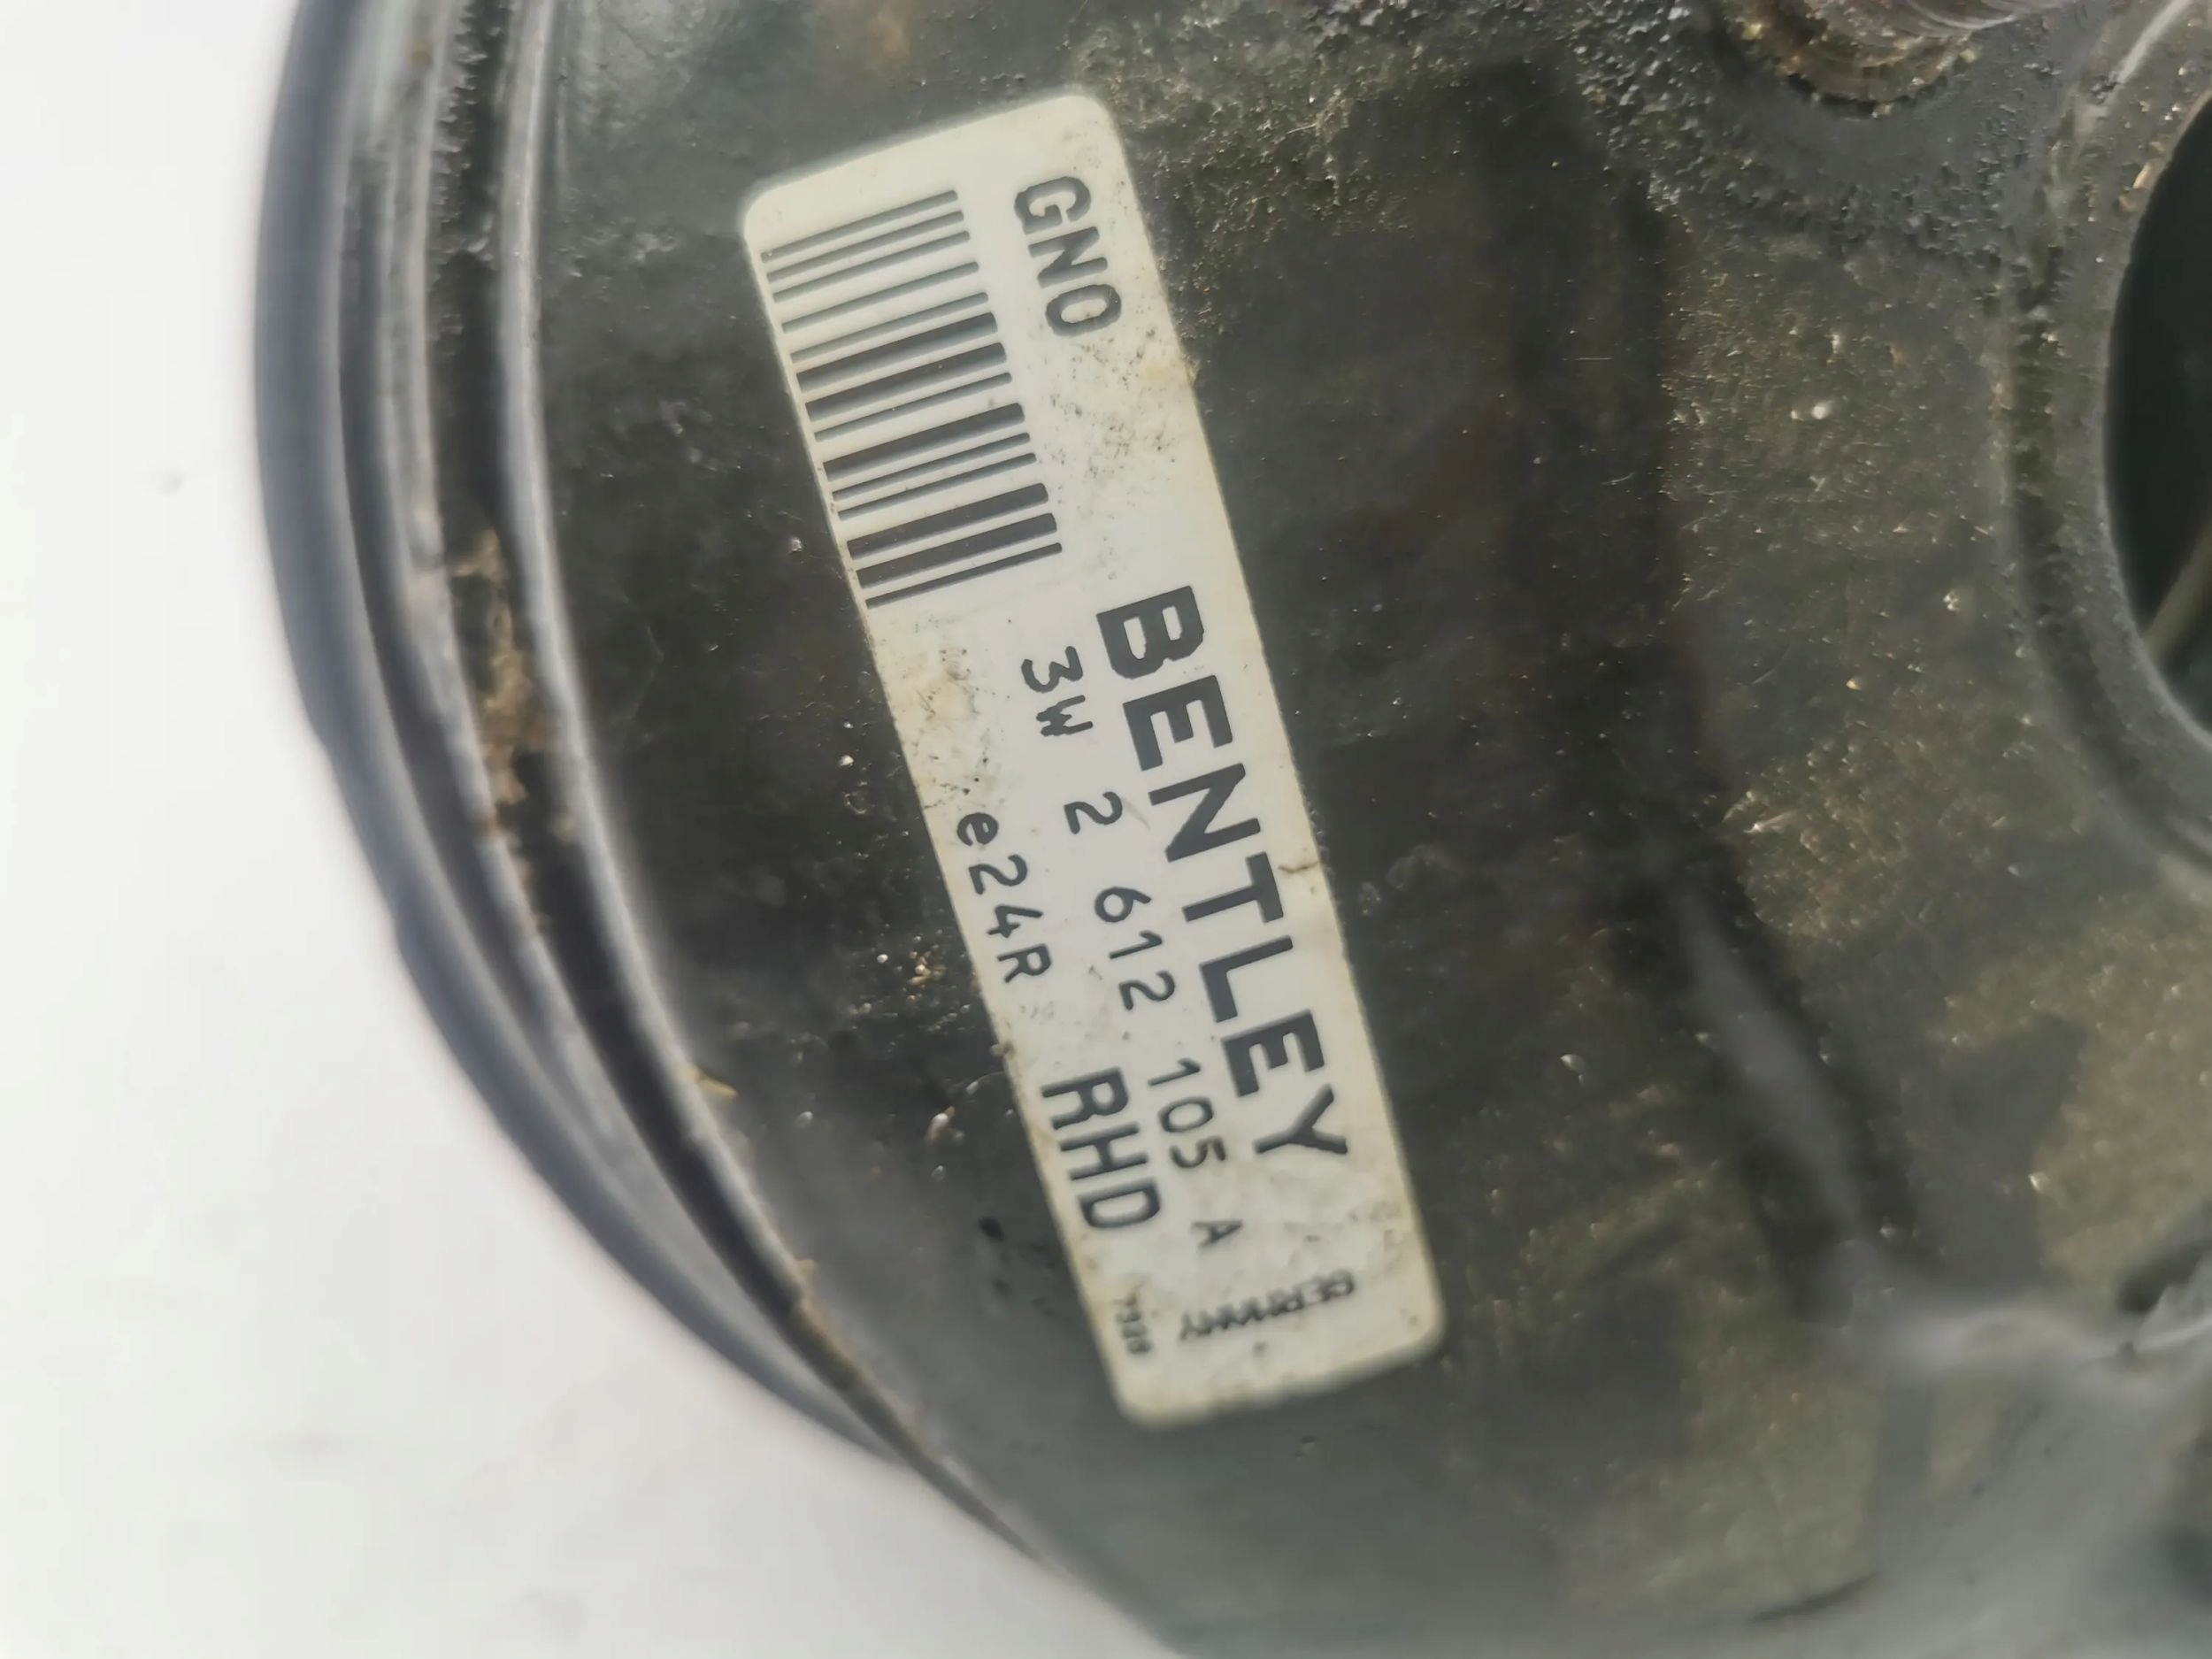 GNO
BENTLEY
3W 2 612 105 A
e24R RHD
GERMANY